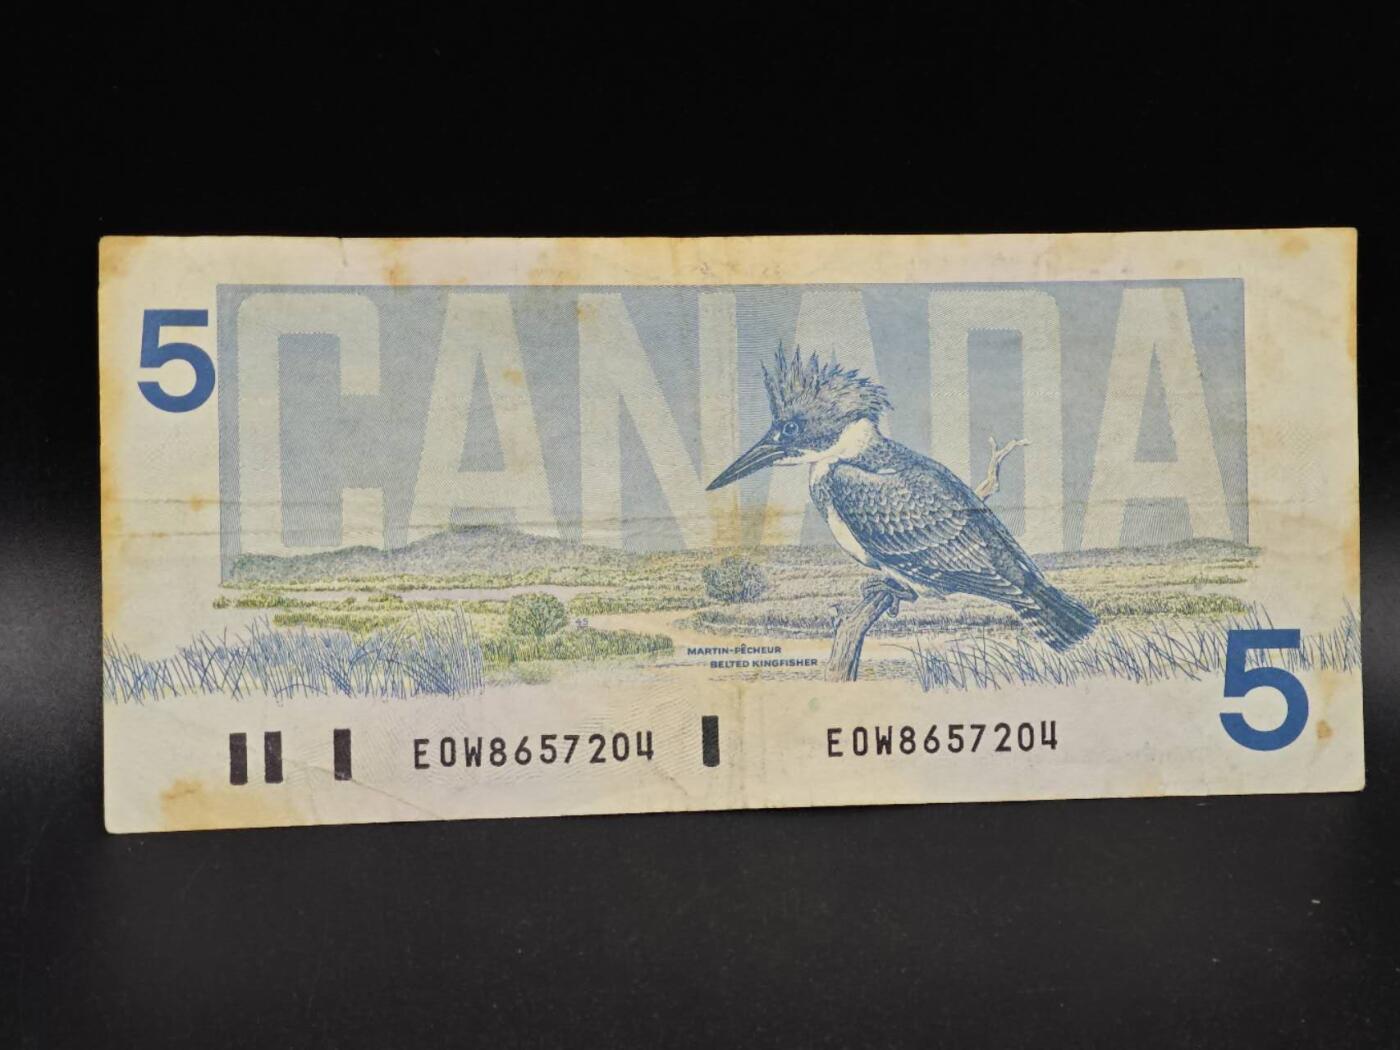 5
CANADA
MARTIN-PÊCHEUR
BELTED KINGFISHER
5
EOW8657204 EOW8657204